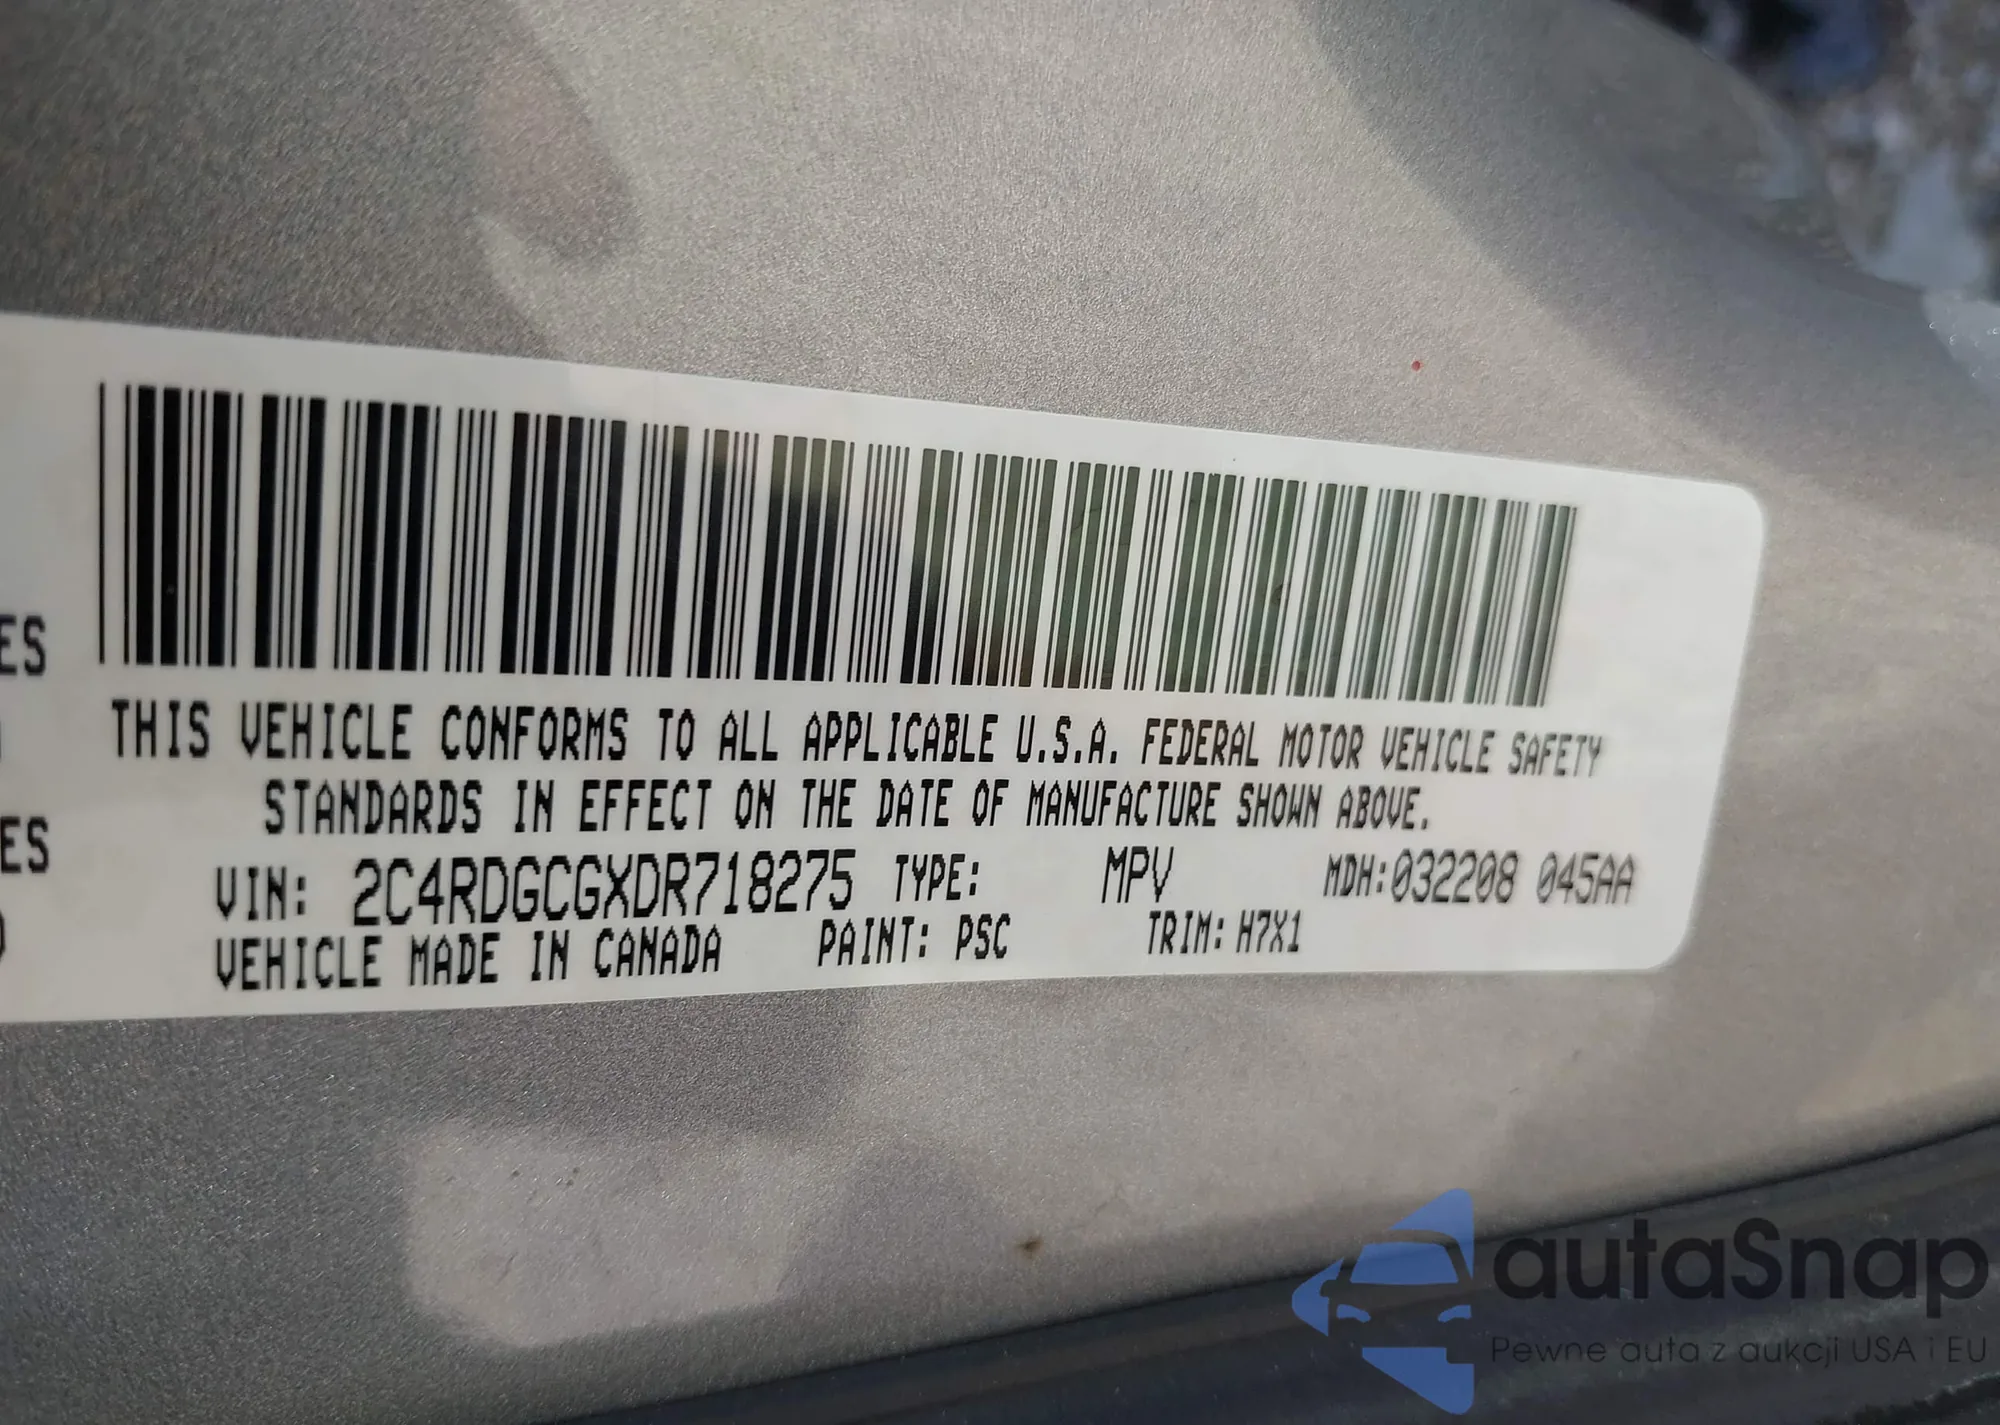 ES
ES
THIS VEHICLE CONFORMS TO ALL APPLICABLE U.S.A. FEDERAL MOTOR VEHICLE SAFETY
STANDARDS IN EFFECT ON THE DATE OF MANUFACTURE SHOWN ABOVE.
VIN: 2C4RDGCGXDR718275 TYPE: MPV MDH:032208 045AA
VEHICLE MADE IN CANADA PAINT: PSC TRIM: H7X1
autaSnap
Pewne auta z aukcji USA i EU